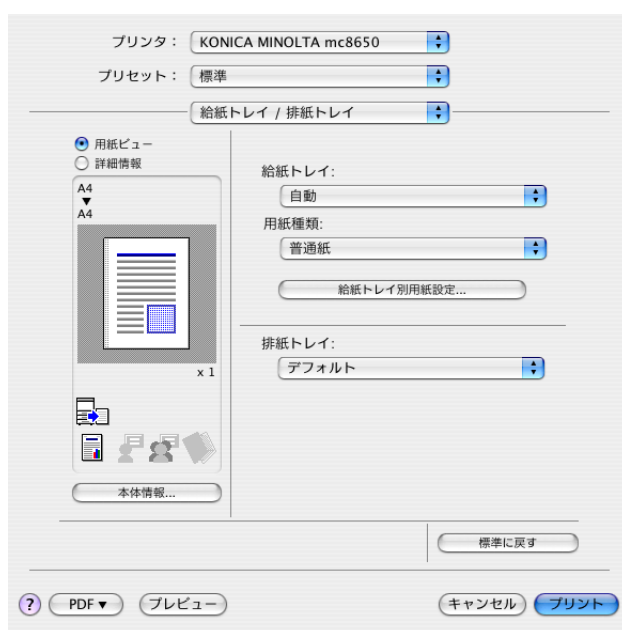 プリンタ： KONICA MINOLTA mc8650
プリセット： 標準
給紙トレイ / 排紙トレイ
用紙ビュー
詳細情報
A4
▼
A4
x 1
本体情報...
給紙トレイ:
自動
用紙種類:
普通紙
給紙トレイ別用紙設定...
排紙トレイ:
デフォルト
標準に戻す
? PDF ▼ プレビュー キャンセル プリント